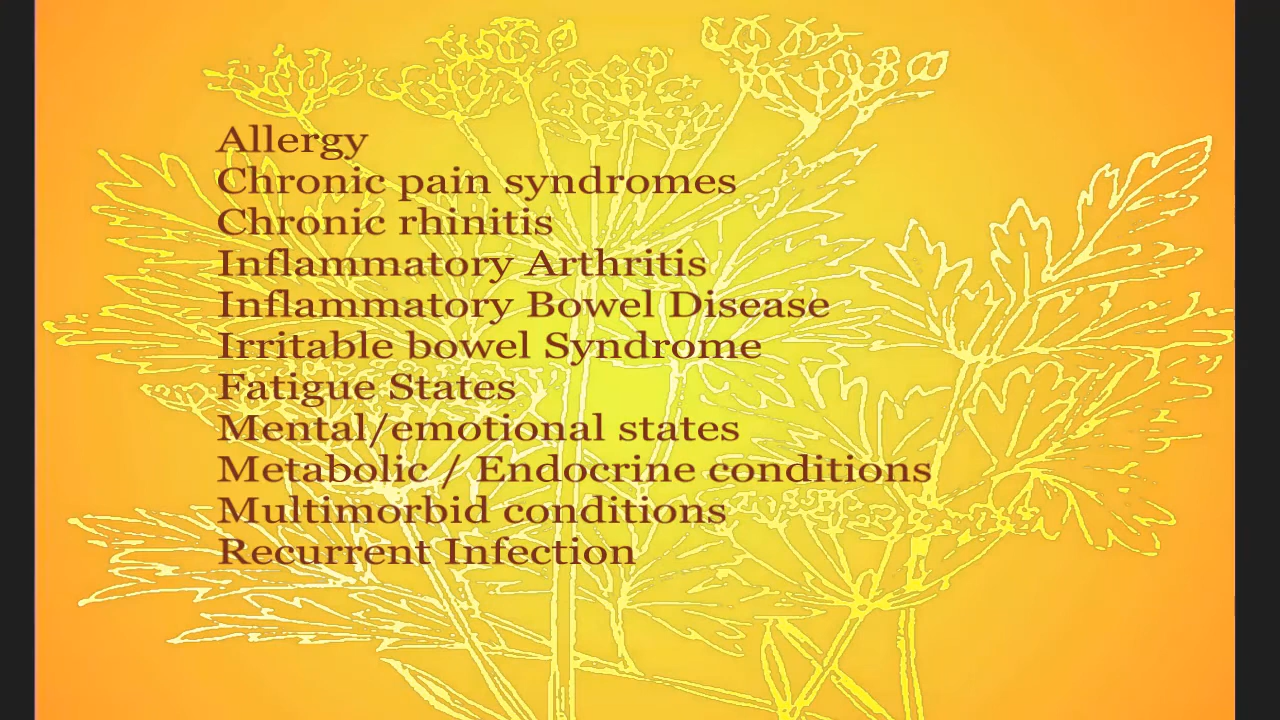 Allergy
Chronic pain syndromes
Chronic rhinitis
Inflammatory Arthritis
Inflammatory Bowel Disease
Irritable bowel Syndrome
Fatigue States
Mental/emotional states
Metabolic / Endocrine conditions
Multimorbid conditions
Recurrent Infection